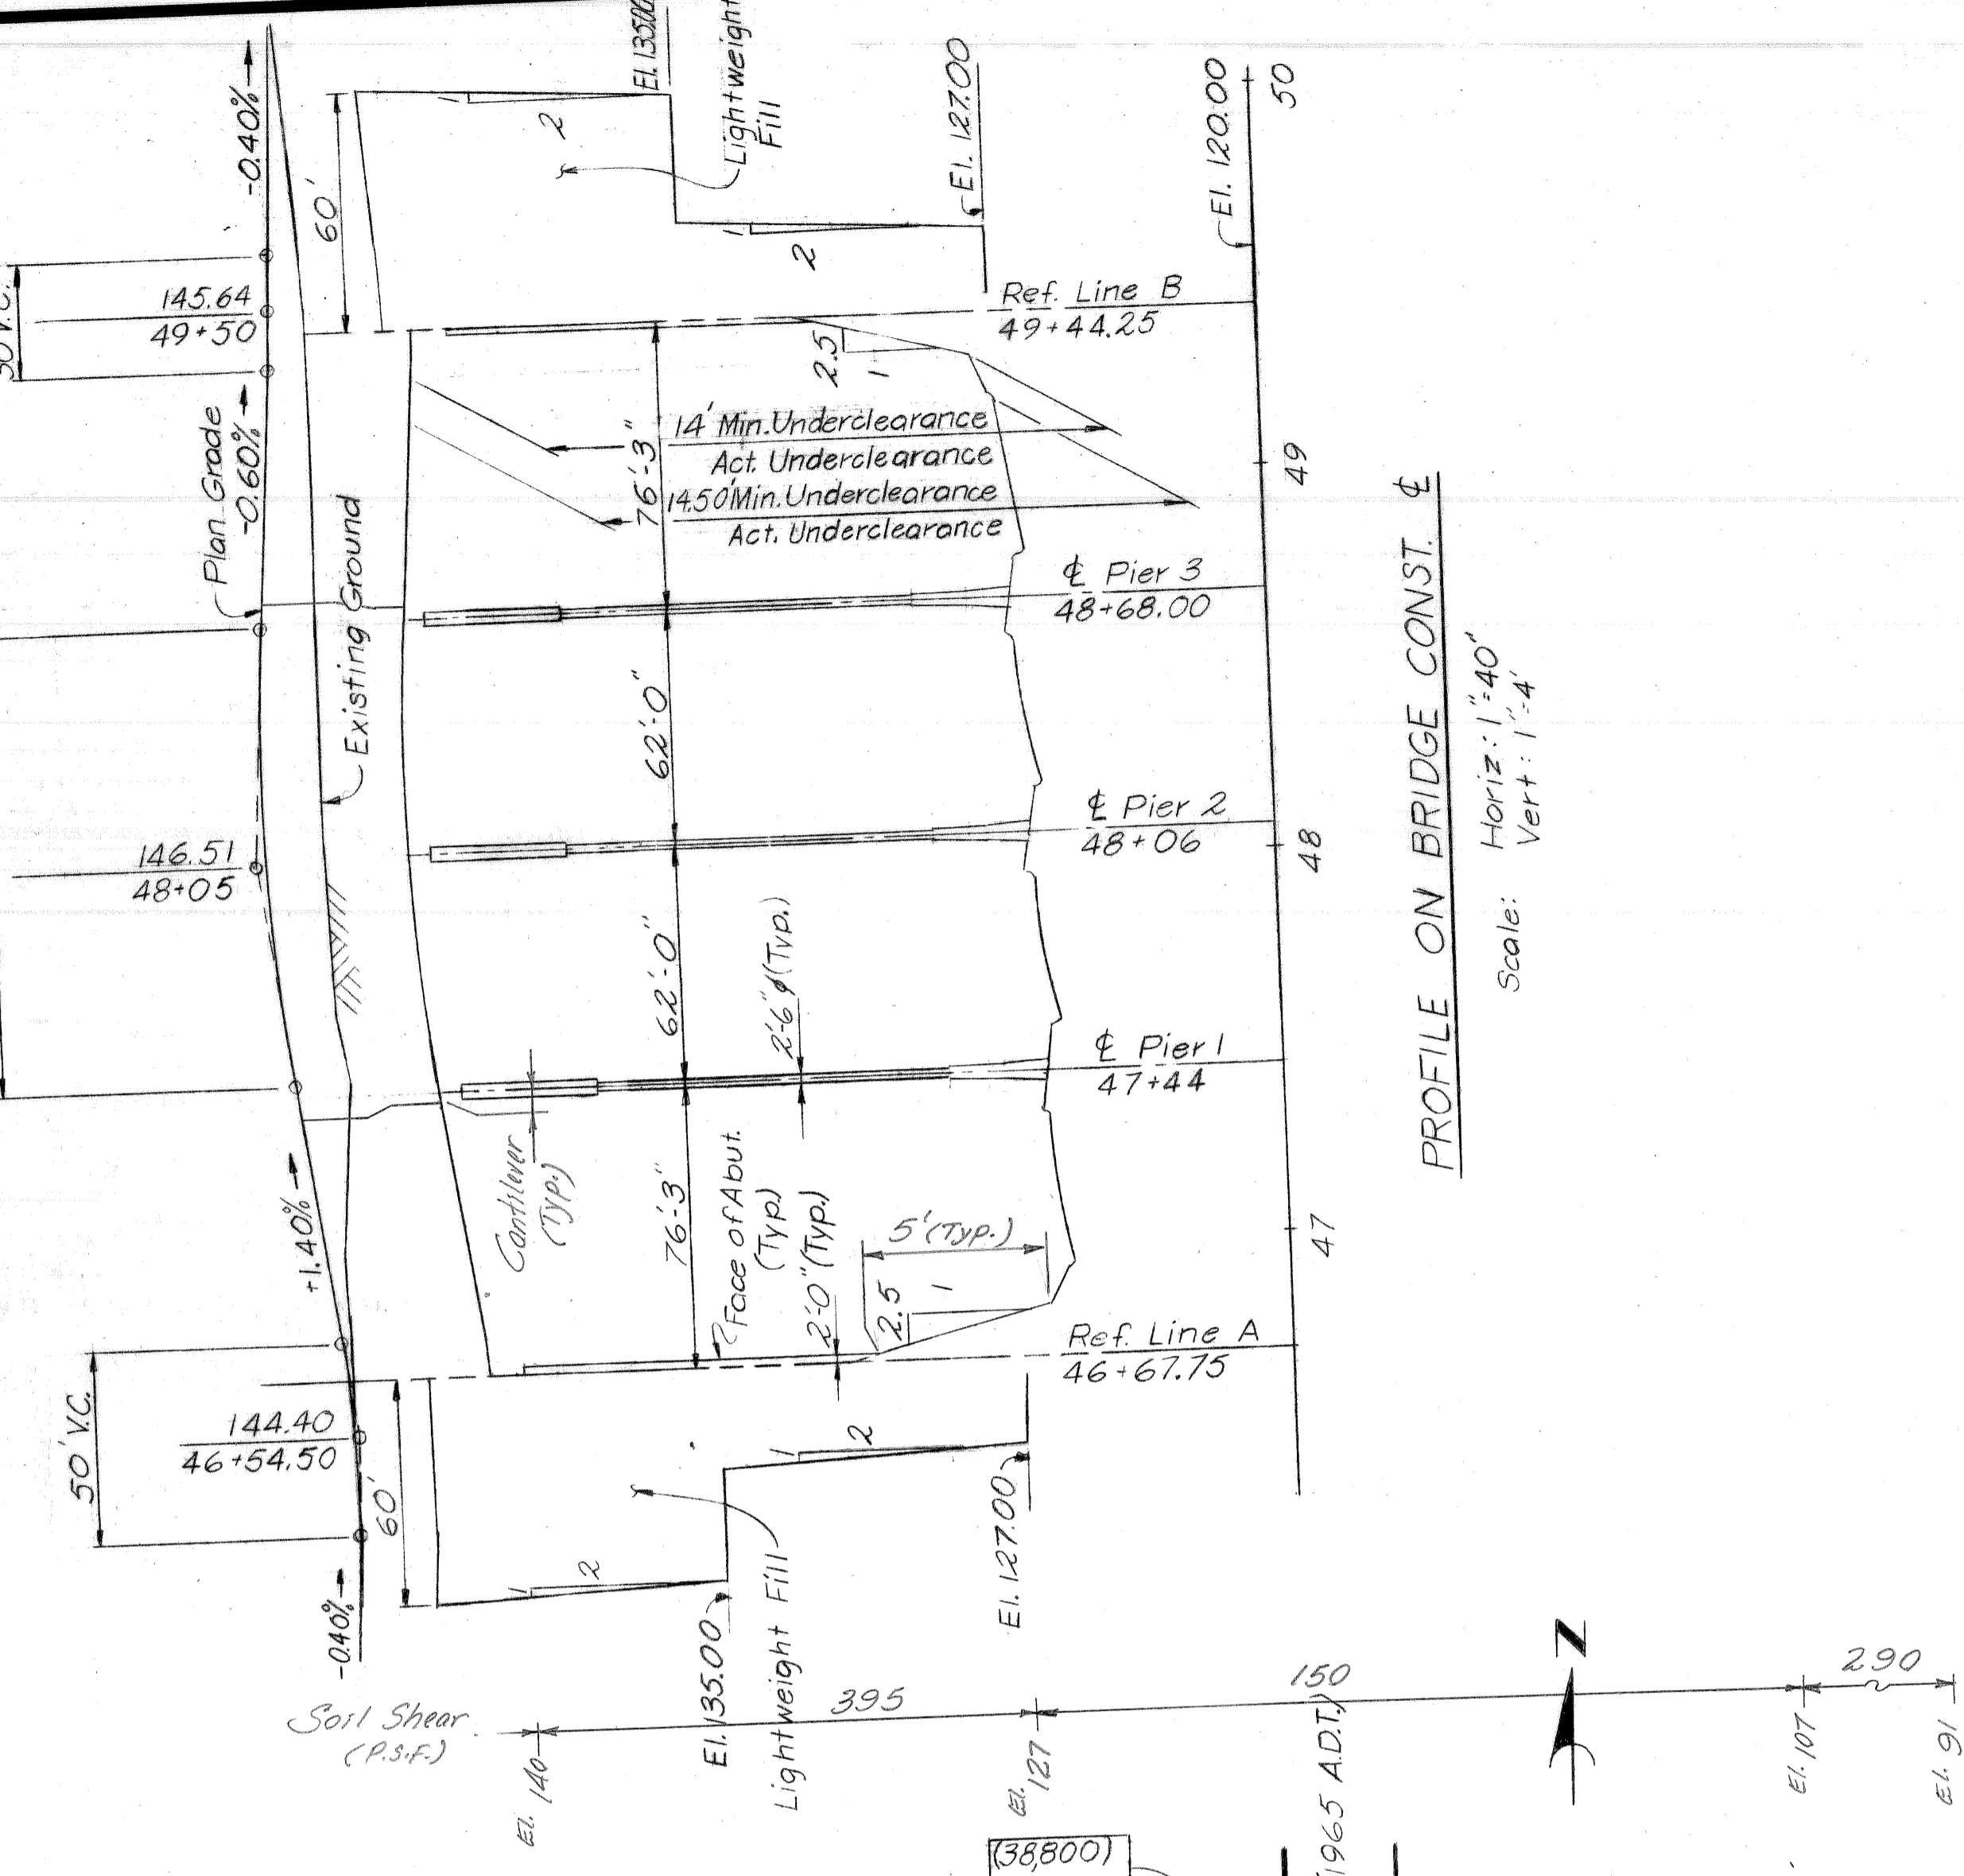 -0.40%
60'
El. 135.00
Lightweight
Fill
2
El. 127.00
1
2
El. 120.00
50
145.64
49+50
Ref. Line B
49+44.25
2.5
1
Plan Grade
-0.60%
76'-3"
14' Min. Underclearance
Act. Underclearance
14.50' Min. Underclearance
Act. Underclearance
49
Existing Ground
℄ Pier 3
48+68.00
62'-0"
146.51
48+05
℄ Pier 2
48+06
48
62'-0"
2'-6" ϕ (Typ.)
℄ Pier 1
47+44
+1.40%
Cantilever
(Typ.)
76'-3"
Face of Abut.
(Typ.)
2'-0" (Typ.)
5' (Typ.)
2.5
1
47
Ref. Line A
46+67.75
50' V.C.
144.40
46+54.50
60'
1
2
El. 127.00
-0.40%
1
2
El. 135.00
Lightweight Fill
PROFILE ON BRIDGE CONST. ℄
Scale: Horiz: 1"=40'
Vert: 1"=4'
Soil Shear
(P.S.F.)
395
150
290
El. 140
El. 127
El. 107
El. 91
N
(38,800)
1965 A.D.T.)